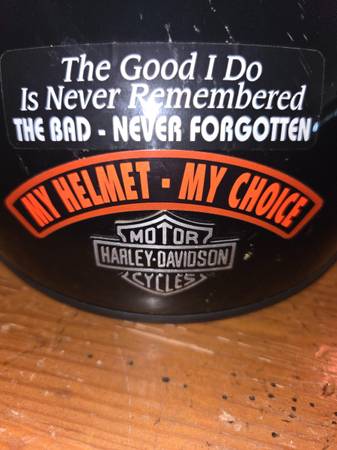 The Good I Do
Is Never Remembered
THE BAD - NEVER FORGOTTEN
MY HELMET · MY CHOICE
MOTOR
HARLEY-DAVIDSON
CYCLES